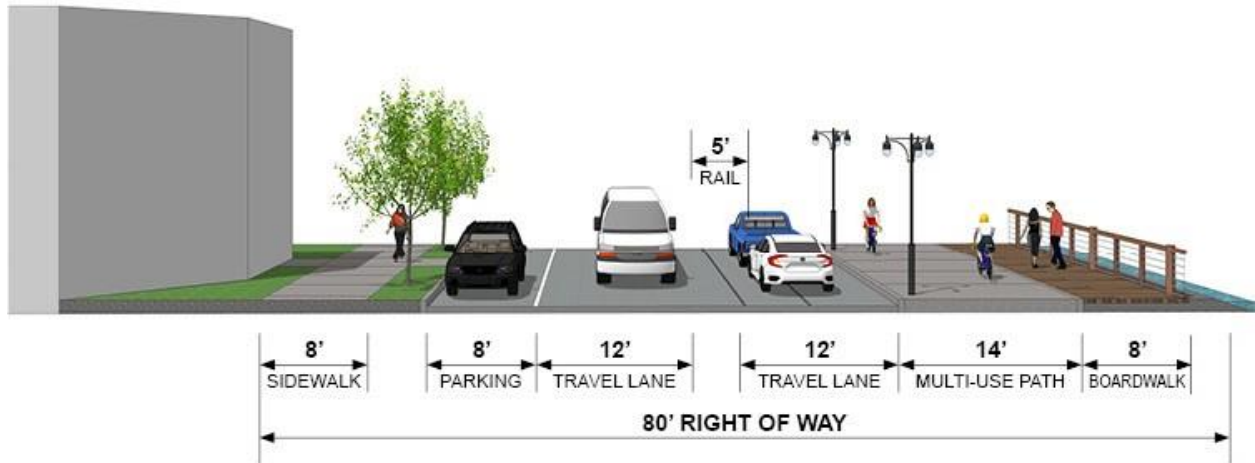 5’
RAIL
8’
SIDEWALK
8’
PARKING
12’
TRAVEL LANE
12’
TRAVEL LANE
14’
MULTI-USE PATH
8’
BOARDWALK
80’ RIGHT OF WAY